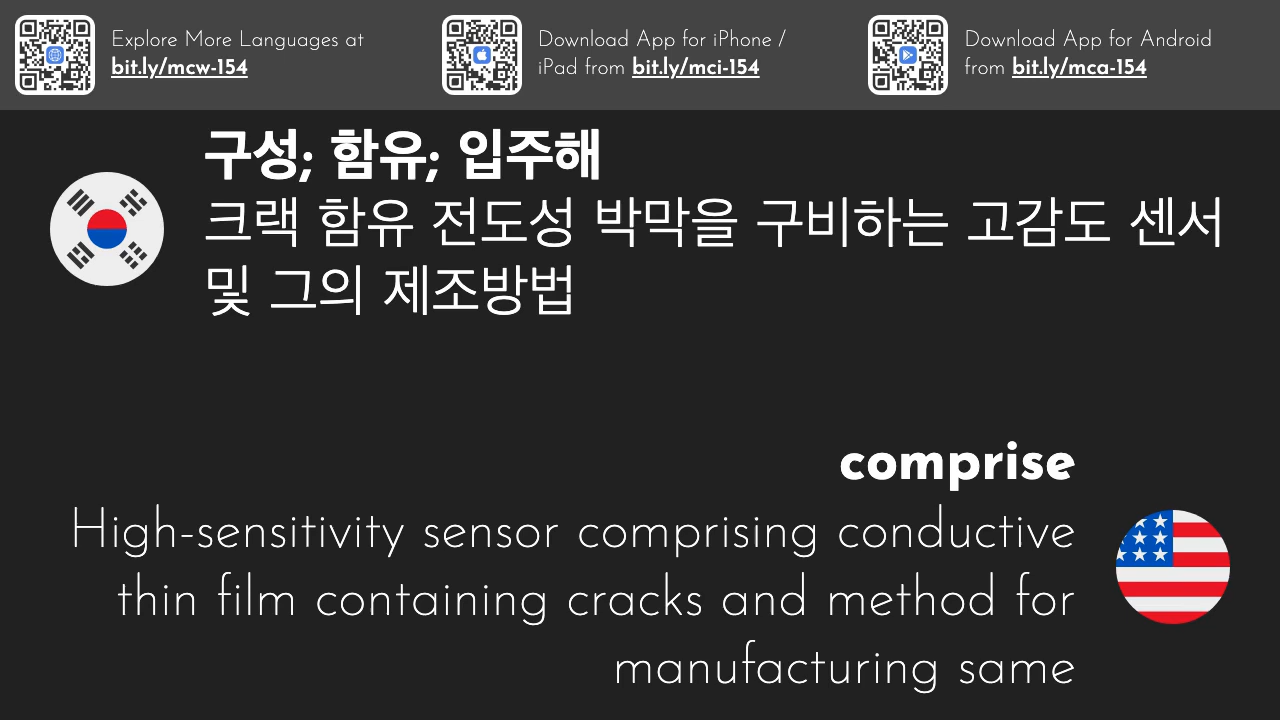 Explore More Languages at
bit.ly/mcw-154
Download App for iPhone /
iPad from bit.ly/mci-154
Download App for Android
from bit.ly/mca-154
구성; 함유; 입주해
크랙 함유 전도성 박막을 구비하는 고감도 센서
및 그의 제조방법
comprise
High-sensitivity sensor comprising conductive
thin film containing cracks and method for
manufacturing same